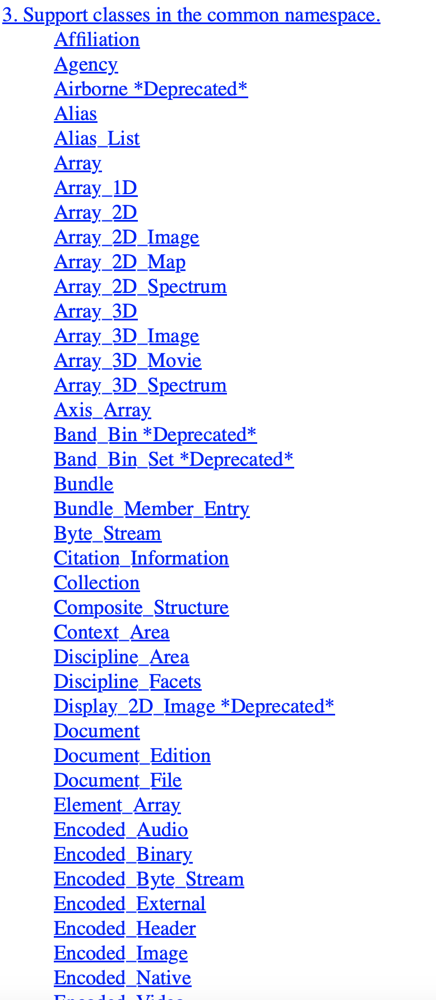 3. Support classes in the common namespace.
Affiliation
Agency
Airborne *Deprecated*
Alias
Alias_List
Array
Array_1D
Array_2D
Array_2D_Image
Array_2D_Map
Array_2D_Spectrum
Array_3D
Array_3D_Image
Array_3D_Movie
Array_3D_Spectrum
Axis_Array
Band_Bin *Deprecated*
Band_Bin_Set *Deprecated*
Bundle
Bundle_Member_Entry
Byte_Stream
Citation_Information
Collection
Composite_Structure
Context_Area
Discipline_Area
Discipline_Facets
Display_2D_Image *Deprecated*
Document
Document_Edition
Document_File
Element_Array
Encoded_Audio
Encoded_Binary
Encoded_Byte_Stream
Encoded_External
Encoded_Header
Encoded_Image
Encoded_Native